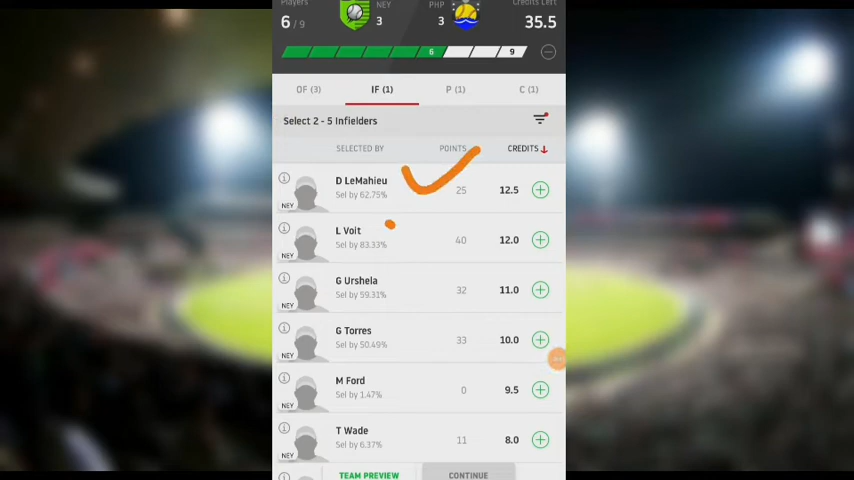 Players NEY PHP Credits Left
6 / 9 3 3 35.5
6 9
OF (3) IF (1) P (1) C (1)
Select 2 - 5 Infielders
SELECTED BY POINTS CREDITS
D LeMahieu
Sel by 62.75% 25 12.5
NEY
L Voit
Sel by 83.33% 40 12.0
NEY
G Urshela
Sel by 59.31% 32 11.0
NEY
G Torres
Sel by 50.49% 33 10.0
NEY
M Ford
Sel by 1.47% 0 9.5
NEY
T Wade
Sel by 6.37% 11 8.0
NEY
TEAM PREVIEW CONTINUE